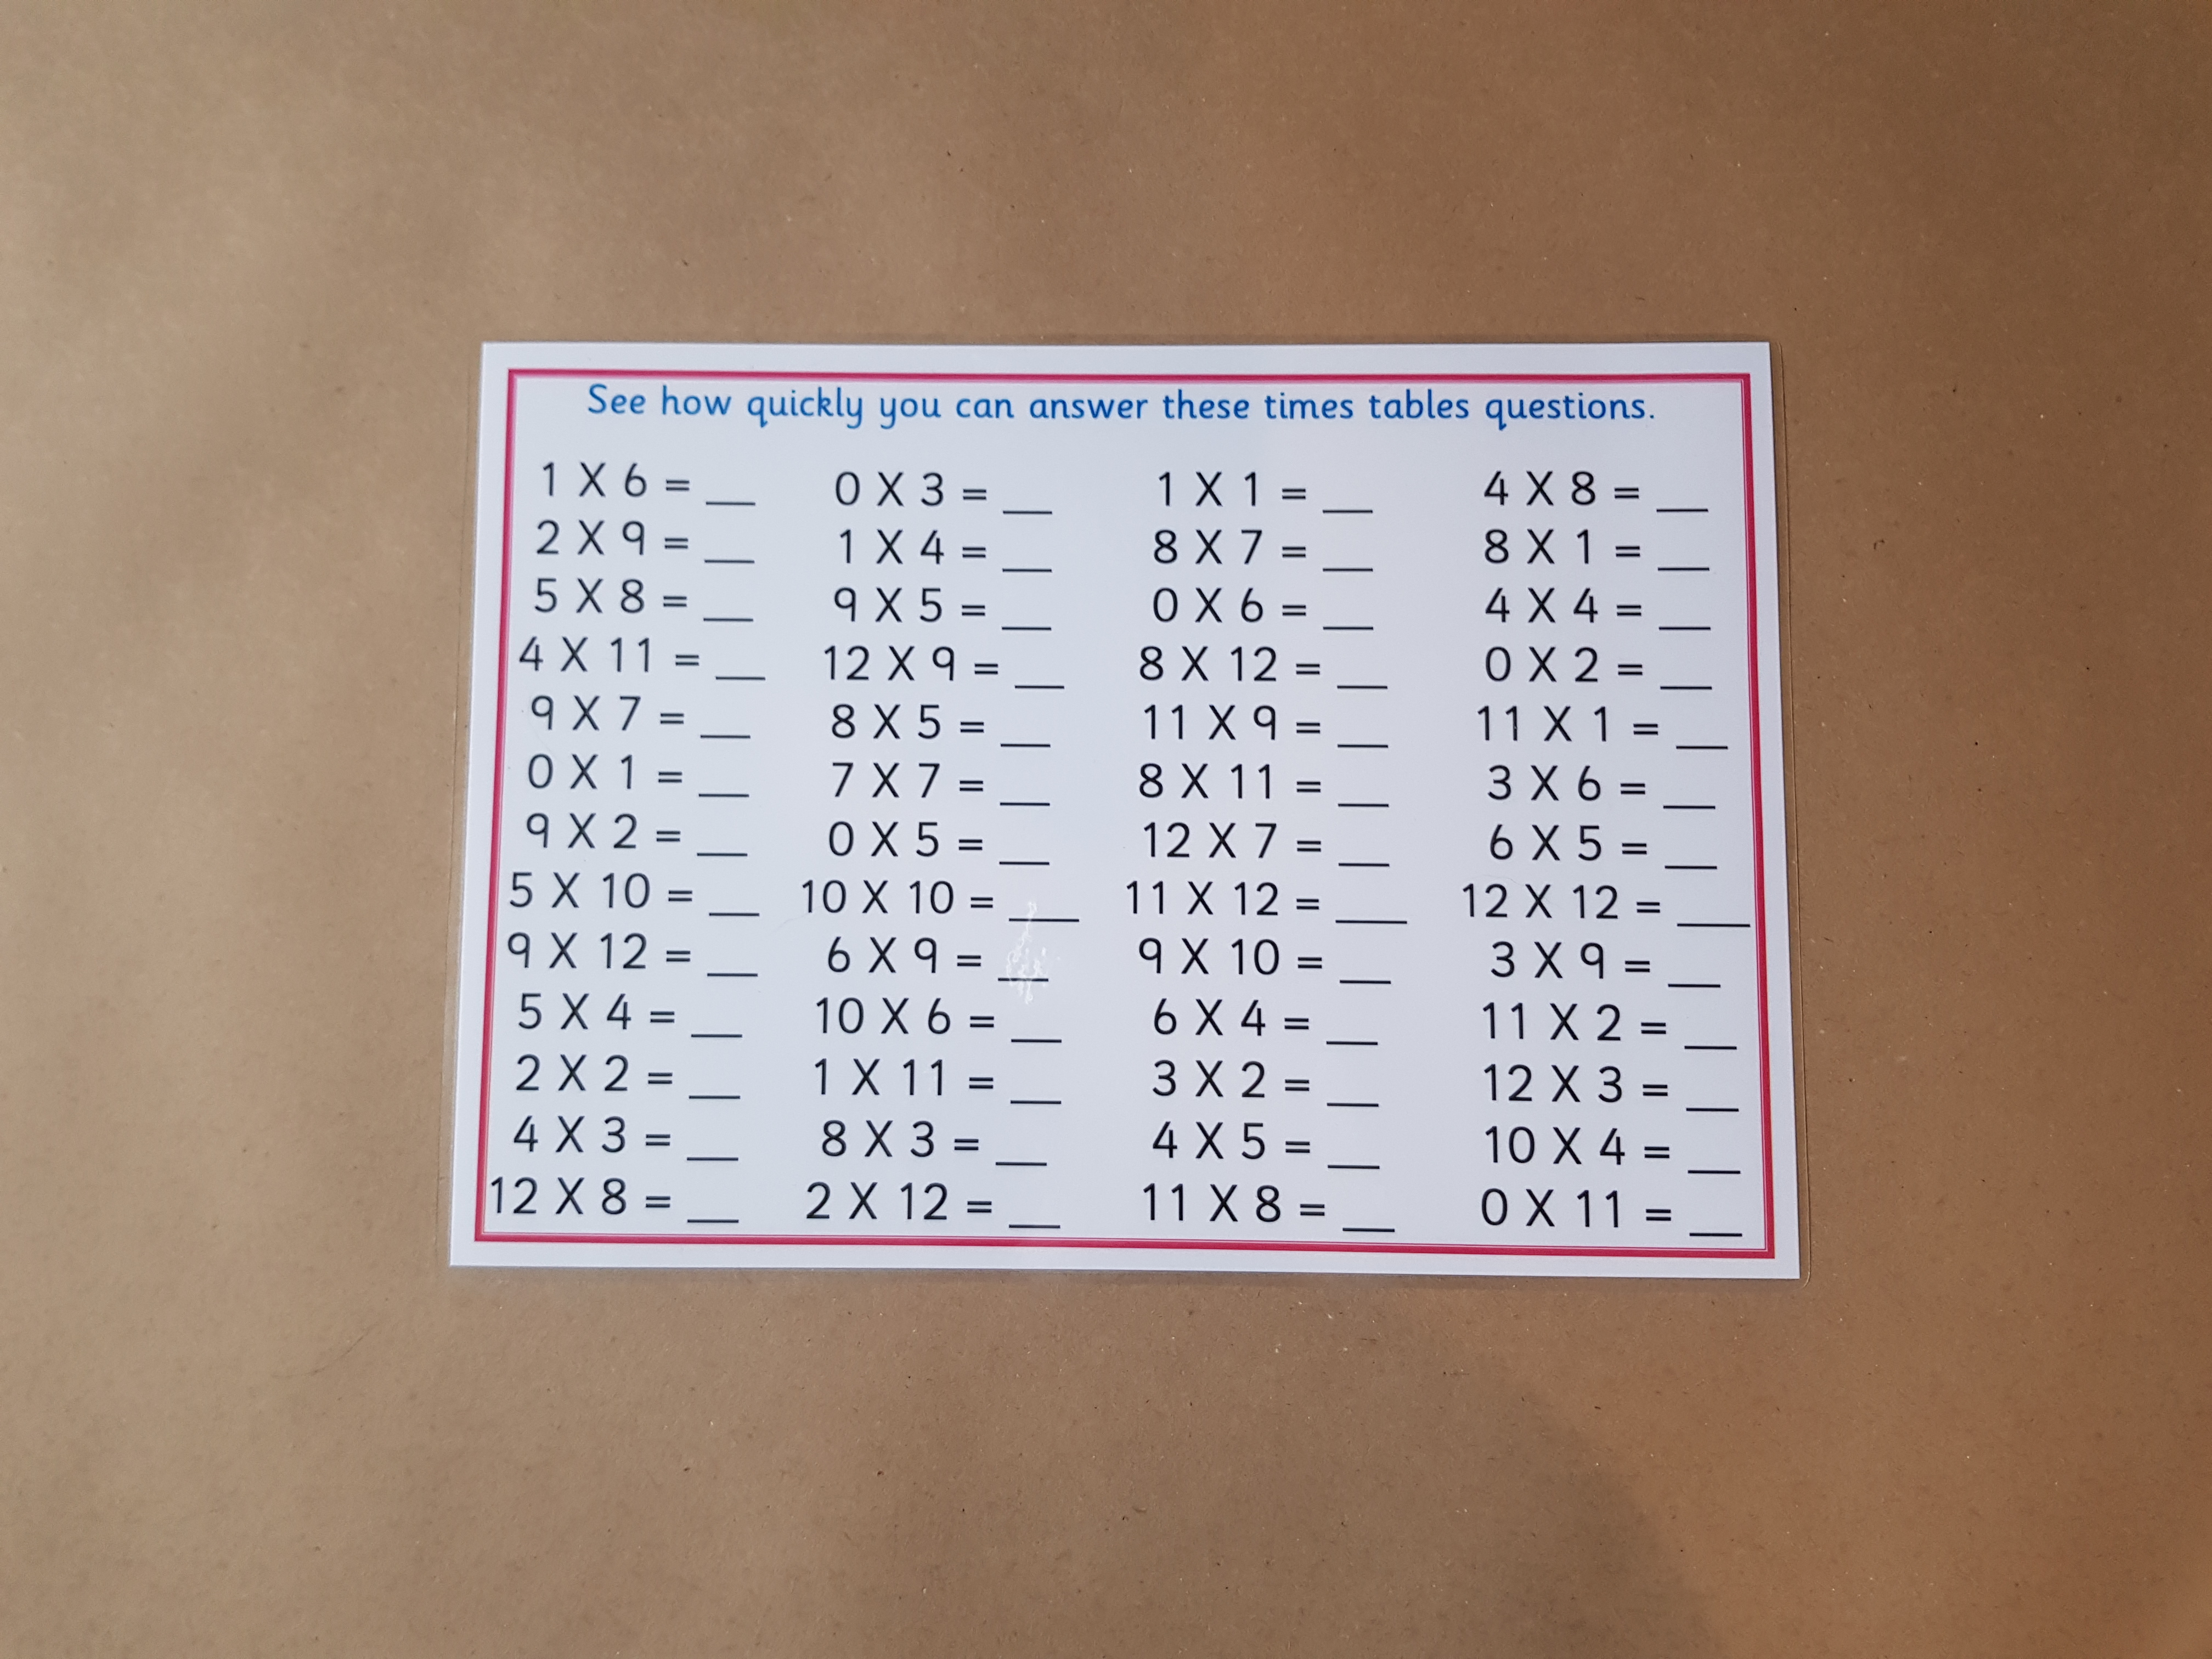 See how quickly you can answer these times tables questions.
1 X 6 = __ 0 X 3 = __ 1 X 1 = __ 4 X 8 = __
2 X 9 = __ 1 X 4 = __ 8 X 7 = __ 8 X 1 = __
5 X 8 = __ 9 X 5 = __ 0 X 6 = __ 4 X 4 = __
4 X 11 = __ 12 X 9 = __ 8 X 12 = __ 0 X 2 = __
9 X 7 = __ 8 X 5 = __ 11 X 9 = __ 11 X 1 = __
0 X 1 = __ 7 X 7 = __ 8 X 11 = __ 3 X 6 = __
9 X 2 = __ 0 X 5 = __ 12 X 7 = __ 6 X 5 = __
5 X 10 = __ 10 X 10 = ___ 11 X 12 = ___ 12 X 12 = ___
9 X 12 = __ 6 X 9 = __ 9 X 10 = __ 3 X 9 = __
5 X 4 = __ 10 X 6 = __ 6 X 4 = __ 11 X 2 = __
2 X 2 = __ 1 X 11 = __ 3 X 2 = __ 12 X 3 = __
4 X 3 = __ 8 X 3 = __ 4 X 5 = __ 10 X 4 = __
12 X 8 = __ 2 X 12 = __ 11 X 8 = __ 0 X 11 = __